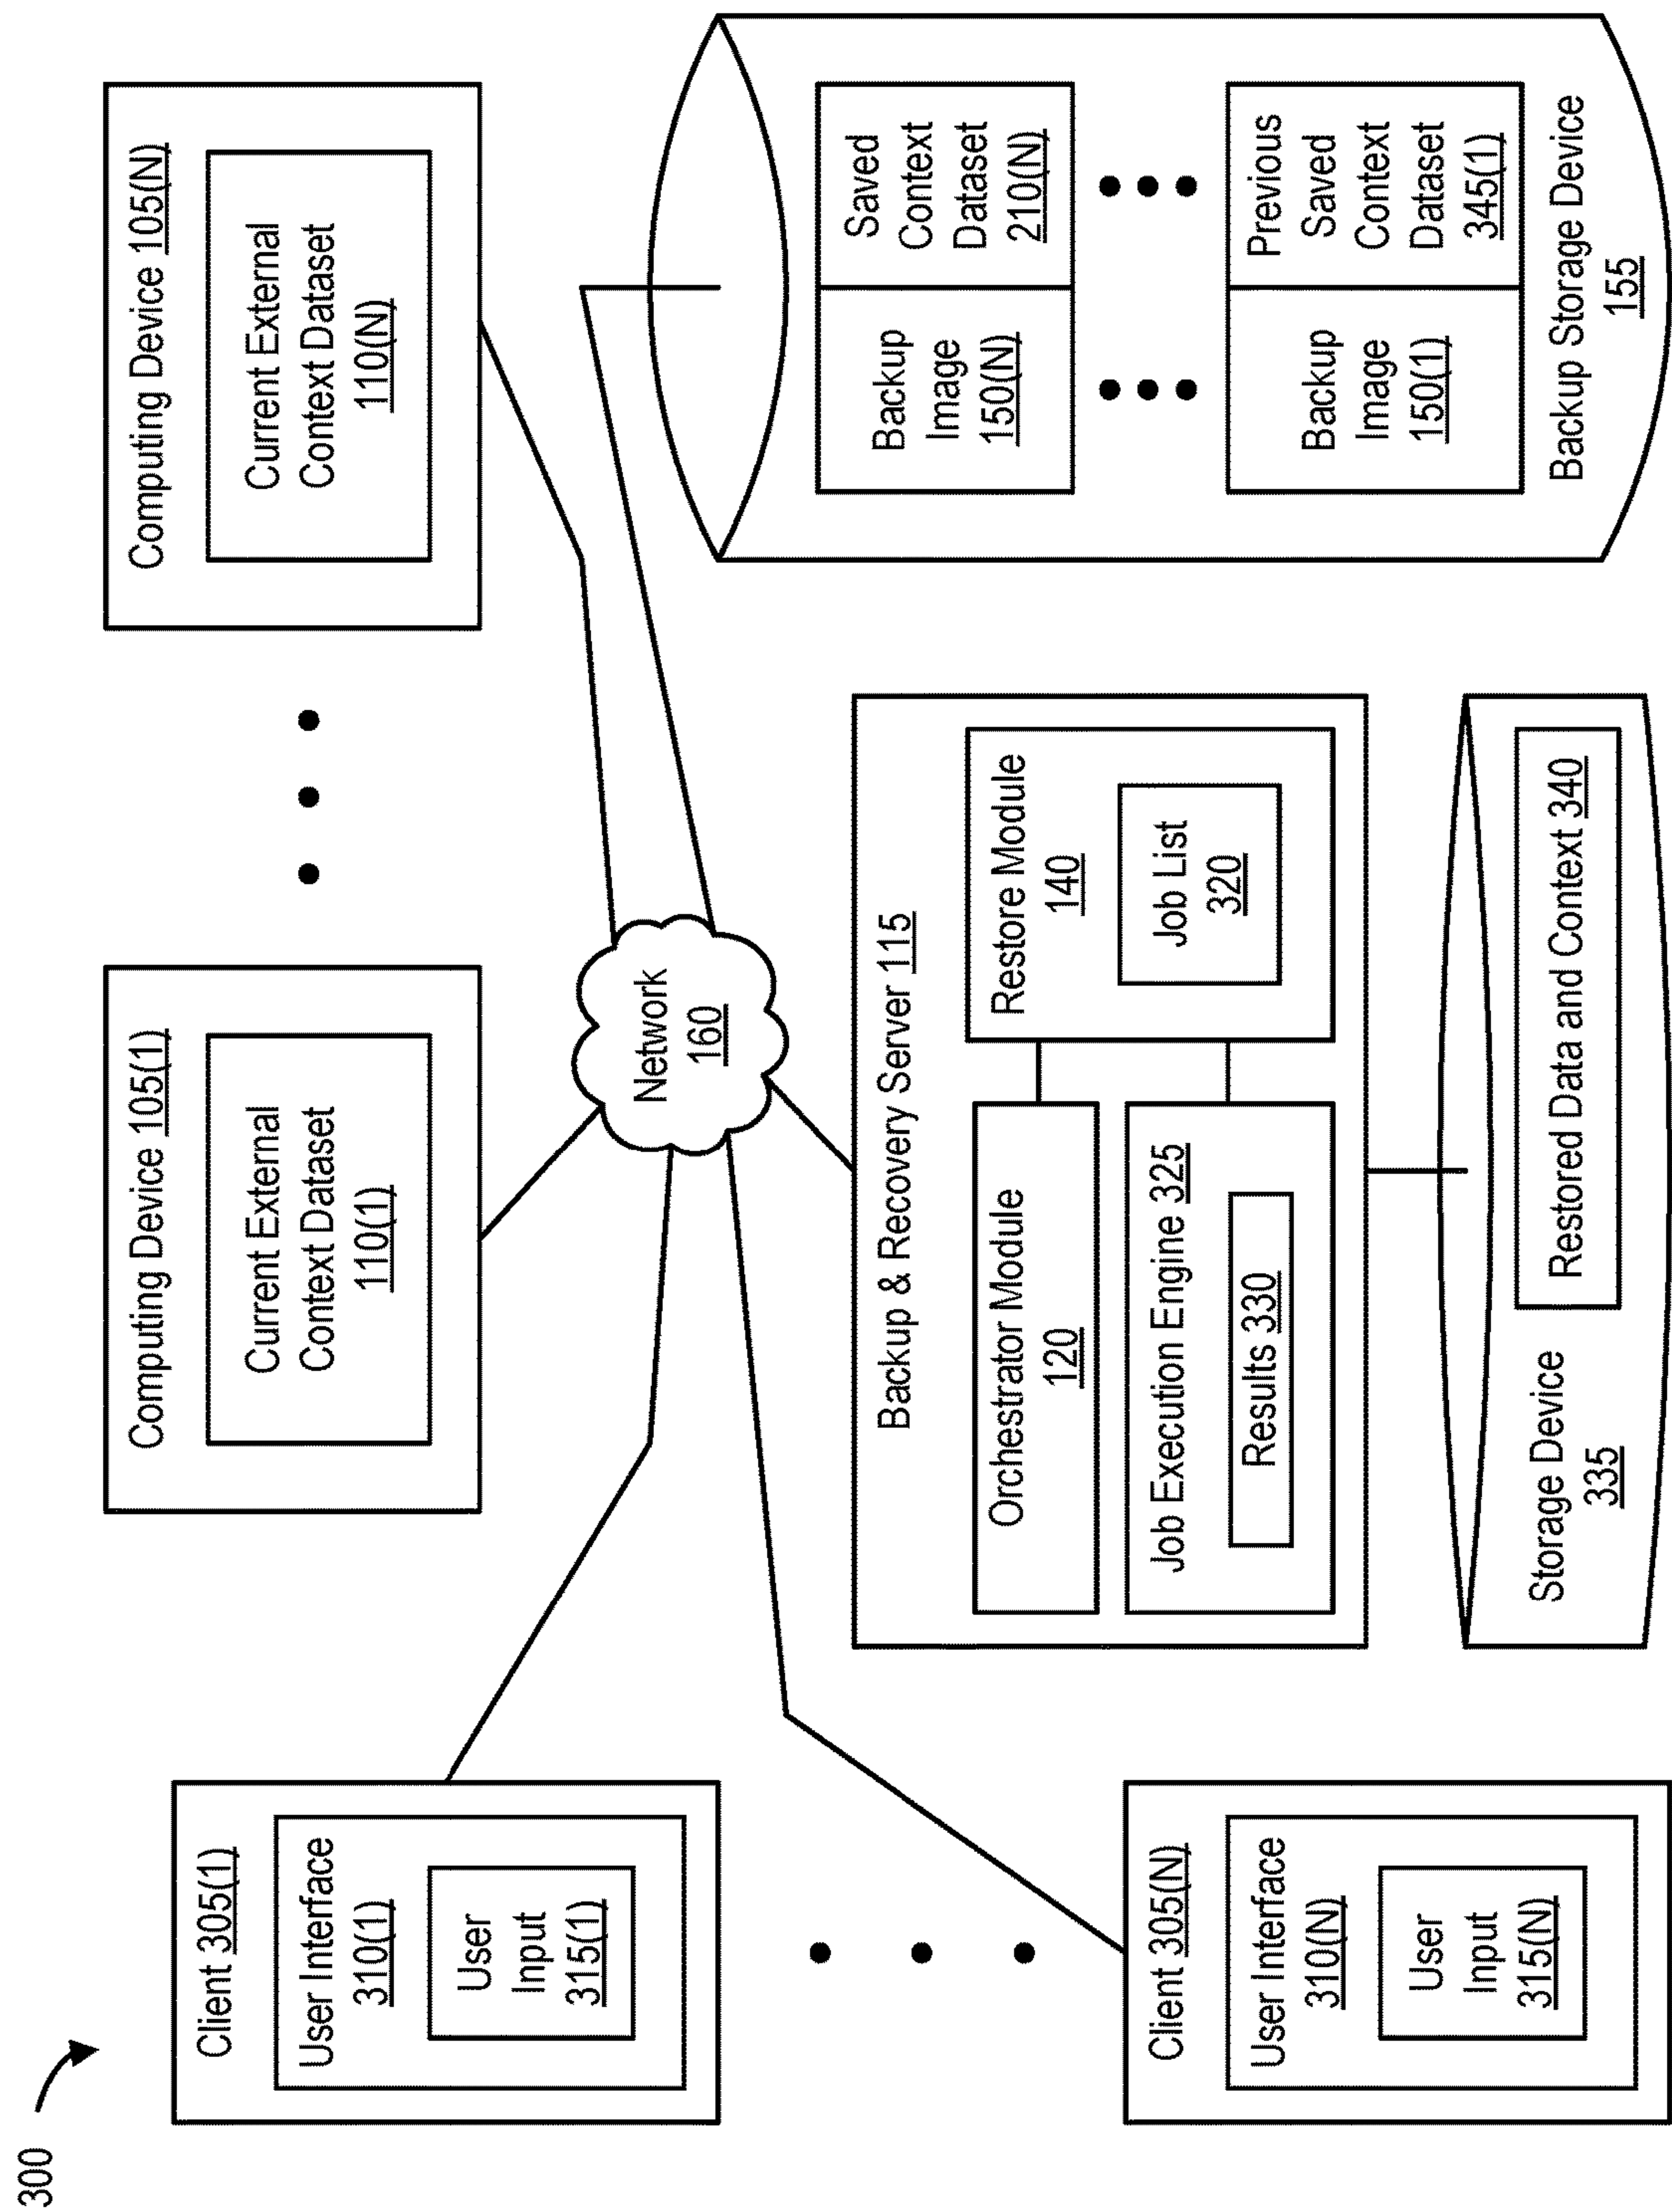 300
Client 305(1)
User Interface
310(1)
User
Input
315(1)
Client 305(N)
User Interface
310(N)
User
Input
315(N)
Computing Device 105(1)
Current External
Context Dataset
110(1)
Computing Device 105(N)
Current External
Context Dataset
110(N)
Network
160
Backup & Recovery Server 115
Orchestrator Module
120
Restore Module
140
Job List
320
Job Execution Engine 325
Results 330
Storage Device
335
Restored Data and Context 340
Backup
Image
150(N)
Saved
Context
Dataset
210(N)
Backup
Image
150(1)
Previous
Saved
Context
Dataset
345(1)
Backup Storage Device
155